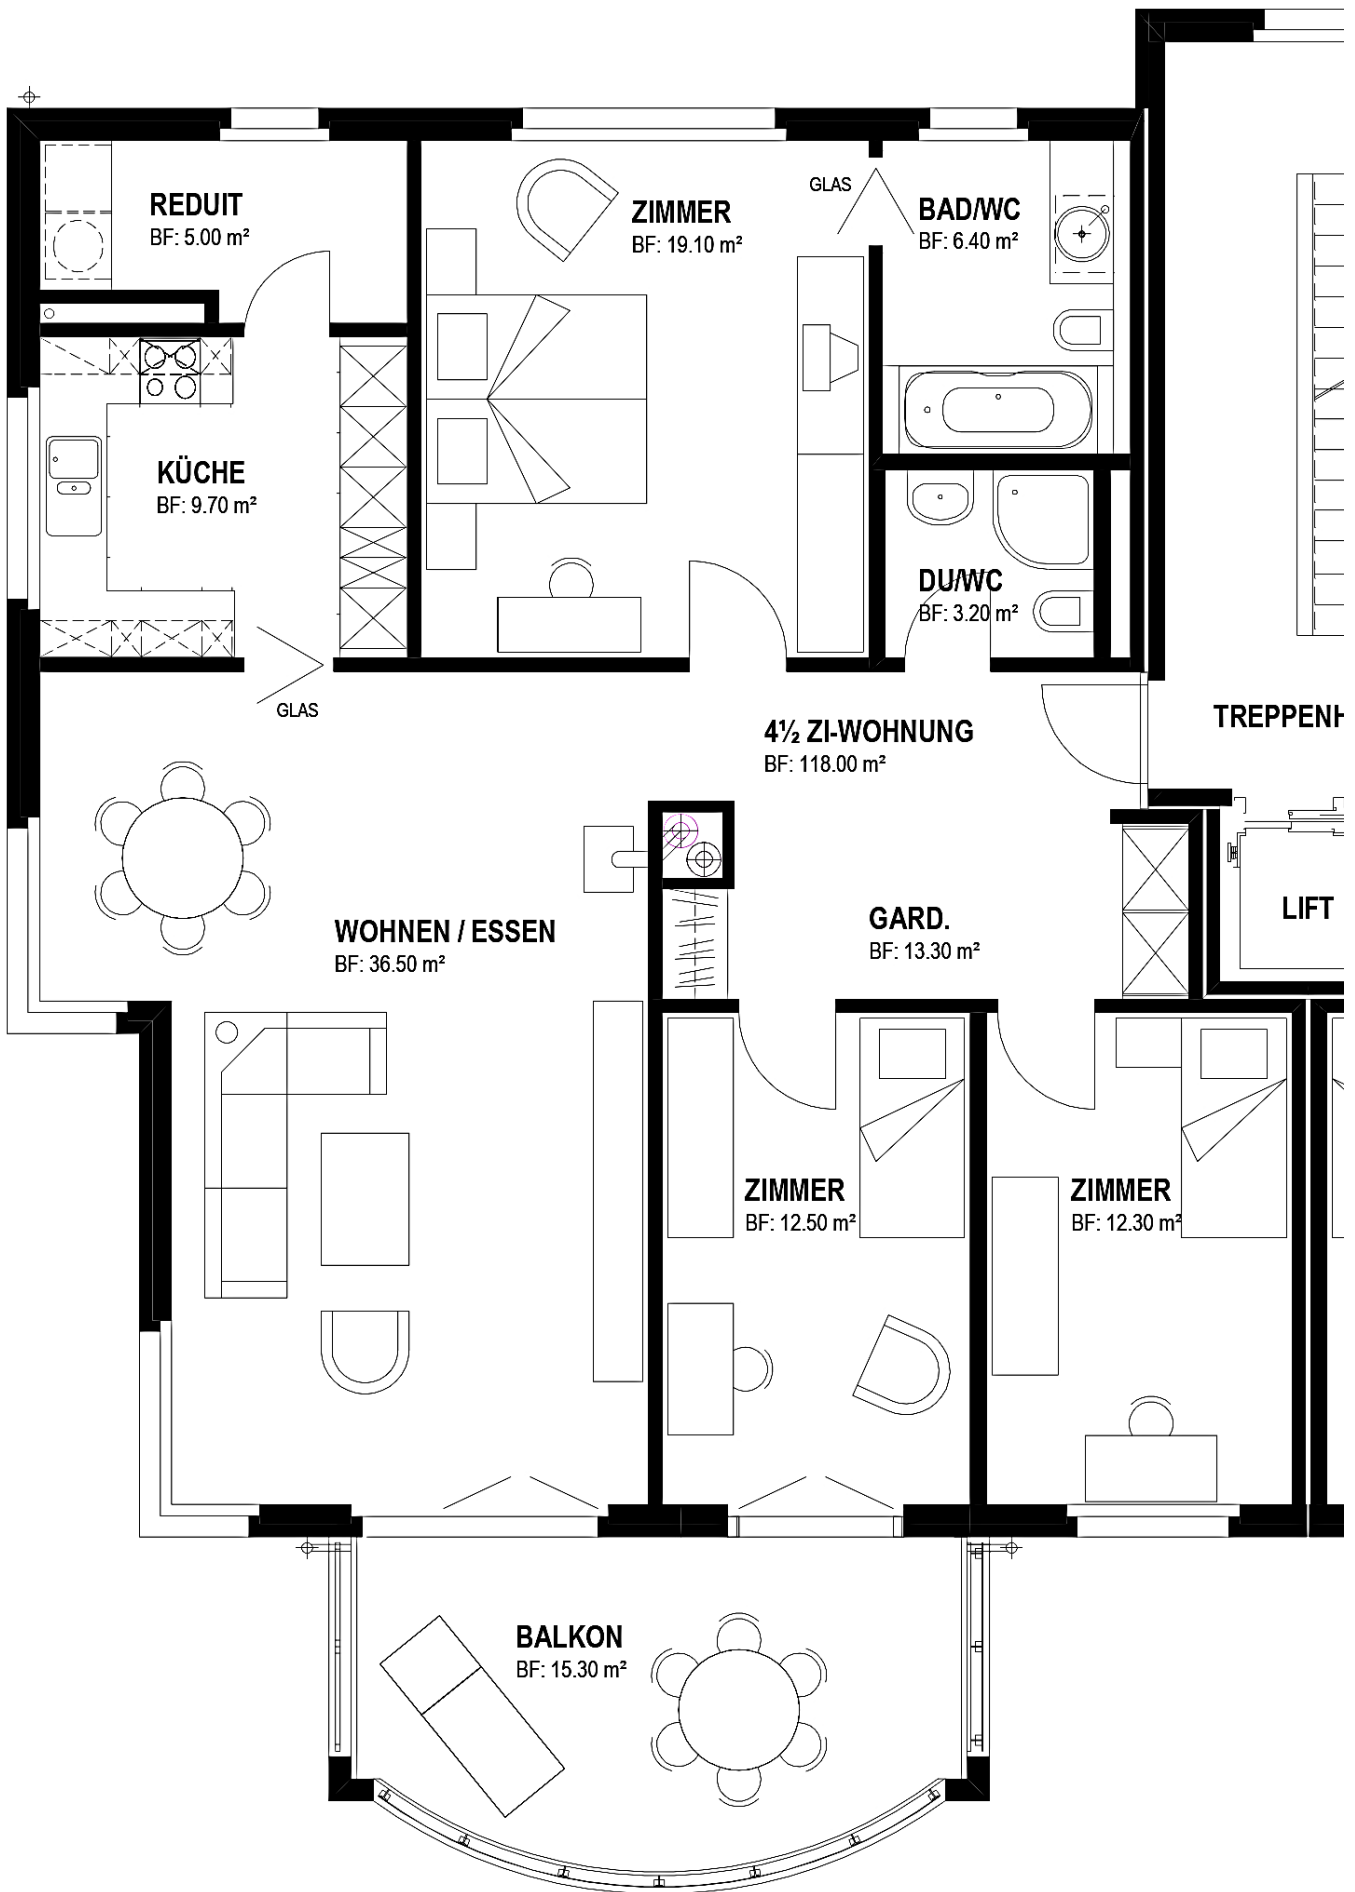 REDUIT
BF: 5.00 m²
ZIMMER
BF: 19.10 m²
GLAS
BAD/WC
BF: 6.40 m²
KÜCHE
BF: 9.70 m²
DU/WC
BF: 3.20 m²
GLAS
4½ ZI-WOHNUNG
BF: 118.00 m²
TREPPENH
WOHNEN / ESSEN
BF: 36.50 m²
GARD.
BF: 13.30 m²
LIFT
ZIMMER
BF: 12.50 m²
ZIMMER
BF: 12.30 m²
BALKON
BF: 15.30 m²